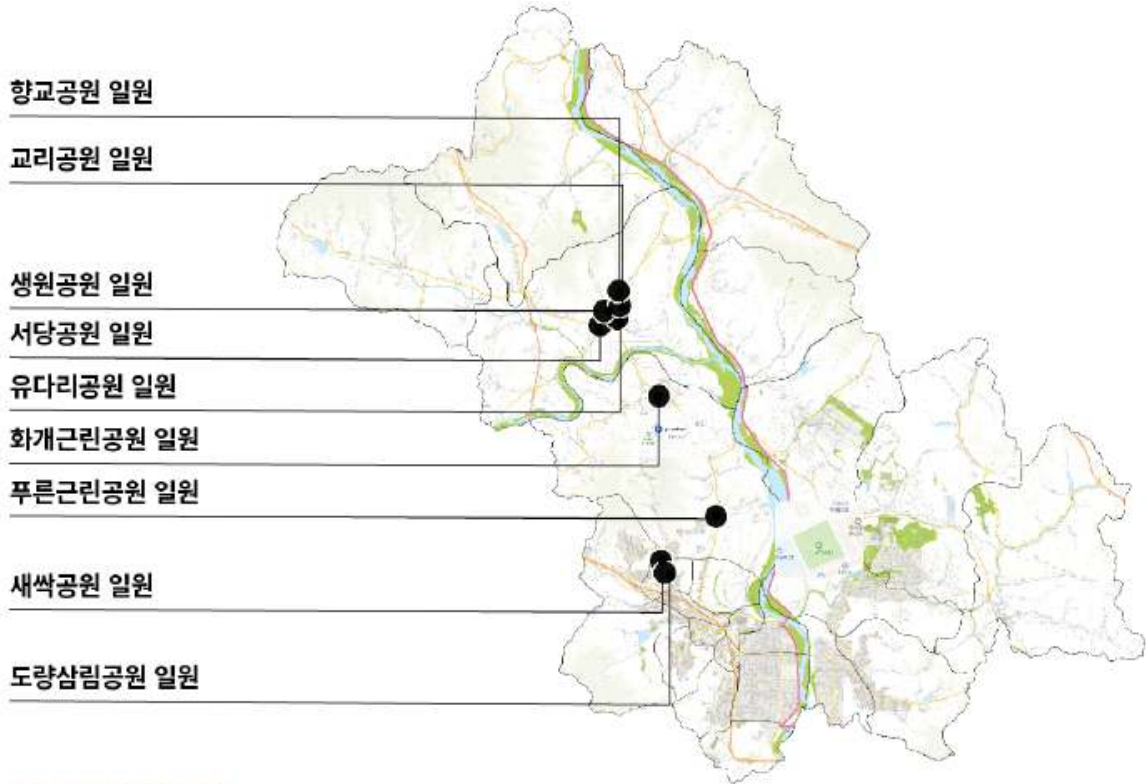 향교공원 일원
교리공원 일원
생원공원 일원
서당공원 일원
유다리공원 일원
화개근린공원 일원
푸른근린공원 일원
새싹공원 일원
도량삼림공원 일원